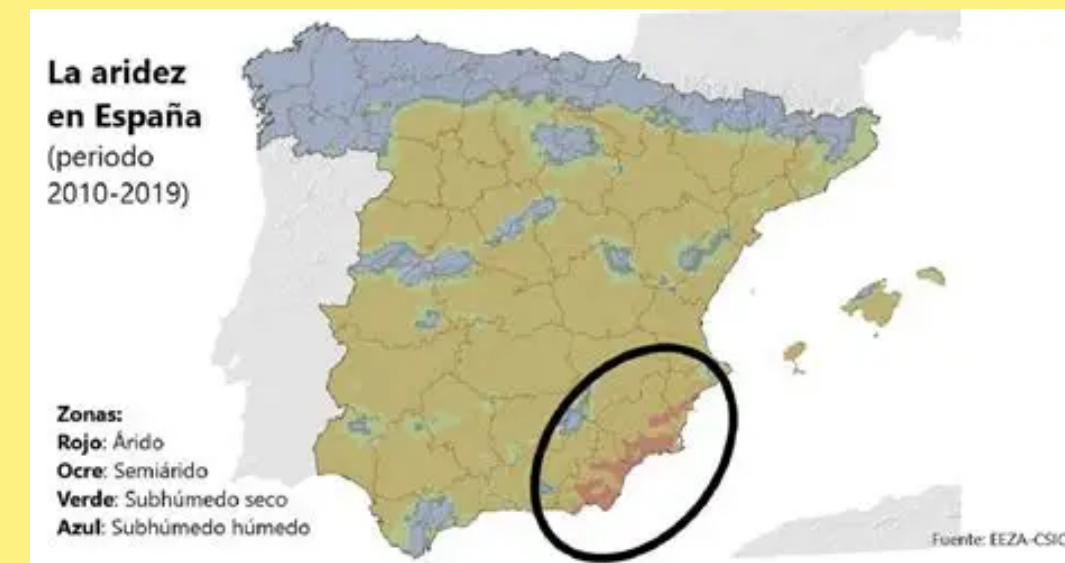 La aridez
en España
(periodo
2010-2019)
Zonas:
Rojo: Árido
Ocre: Semiárido
Verde: Subhúmedo seco
Azul: Subhúmedo húmedo
Fuente: EEZA-CSIC